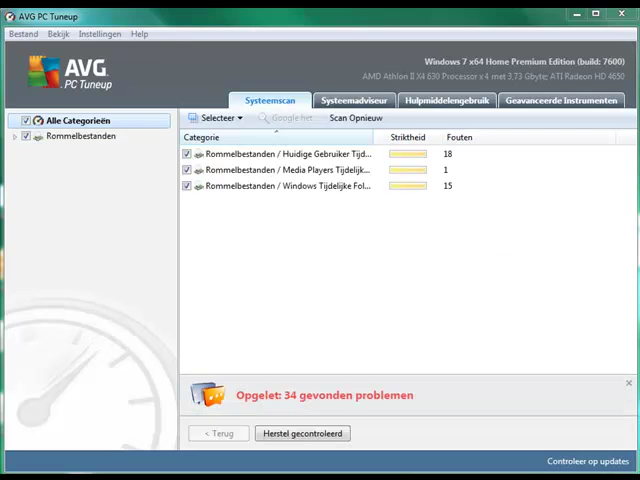 AVG PC Tuneup
Bestand Bekijk Instellingen Help
AVG.
PC Tuneup
Windows 7 x64 Home Premium Edition (build: 7600)
AMD Athlon II X4 630 Processor x 4 met 3,73 Gbyte; ATI Radeon HD 4650
Systeemscan Systeemadviseur Hulpmiddelengebruik Geavanceerde Instrumenten
Alle Categorieën
Rommelbestanden
Selecteer Google het Scan Opnieuw
Categorie Striktheid Fouten
Rommelbestanden / Huidige Gebruiker Tijd... 18
Rommelbestanden / Media Players Tijdelijk... 1
Rommelbestanden / Windows Tijdelijke Fol... 15
Opgelet: 34 gevonden problemen
< Terug Herstel gecontroleerd
Controleer op updates